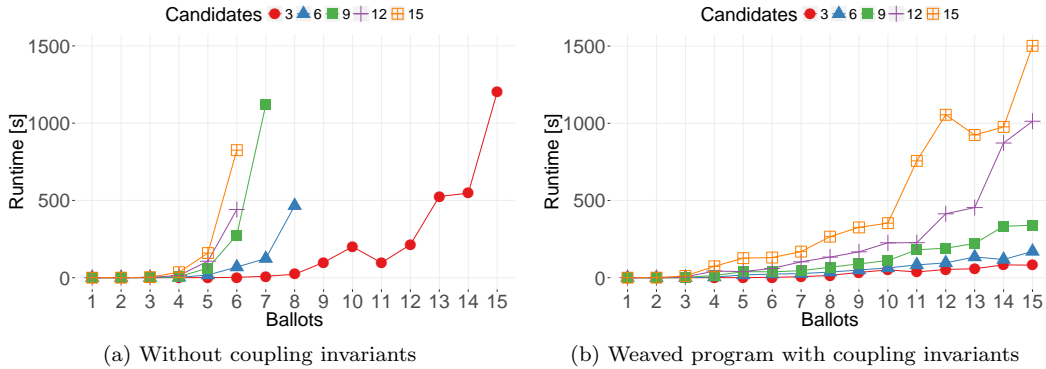 Candidates 3 6 9 12 15
1500
1000
500
0
Runtime [s]
1 2 3 4 5 6 7 8 9 10 11 12 13 14 15
Ballots
(a) Without coupling invariants
Candidates 3 6 9 12 15
1500
1000
500
0
Runtime [s]
1 2 3 4 5 6 7 8 9 10 11 12 13 14 15
Ballots
(b) Weaved program with coupling invariants